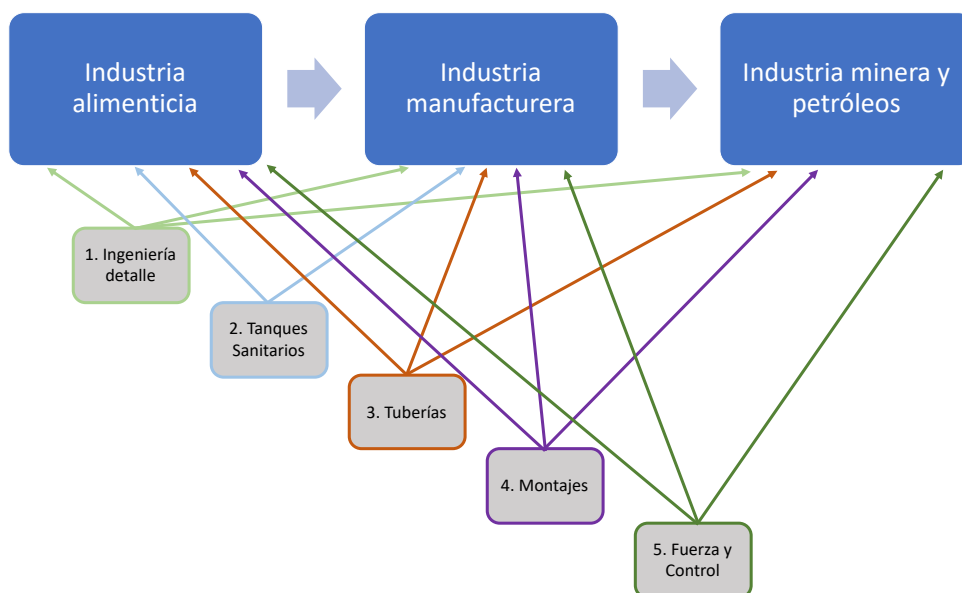 Industria
alimenticia
Industria
manufacturera
Industria minera y
petróleos
1. Ingeniería
detalle
2. Tanques
Sanitarios
3. Tuberías
4. Montajes
5. Fuerza y
Control